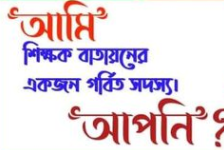 আমি
শিক্ষক বাতায়নের
একজন গর্বিত সদস্য।
আপনি?